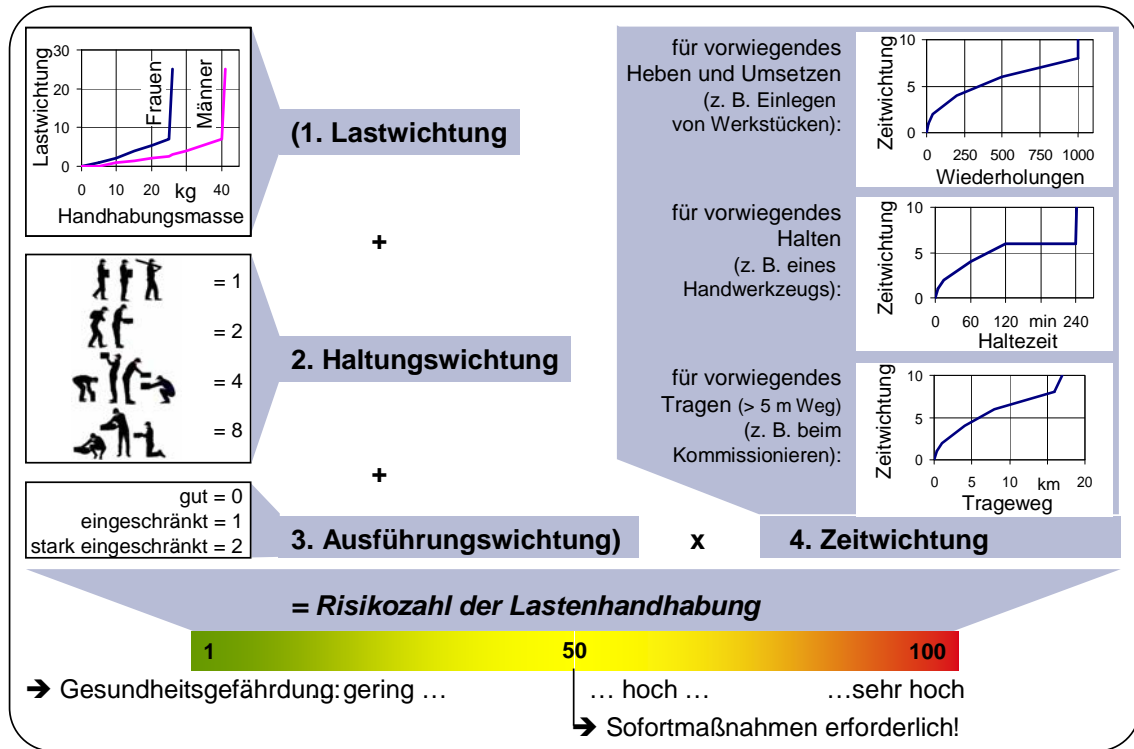 30
20
10
0
Lastwichtung
Frauen
Männer
0 10 20 kg 40
Handhabungsmasse
(1. Lastwichtung
+
= 1
= 2
= 4
= 8
2. Haltungswichtung
+
gut = 0
eingeschränkt = 1
stark eingeschränkt = 2
3. Ausführungswichtung)
x
4. Zeitwichtung
für vorwiegendes
Heben und Umsetzen
(z. B. Einlegen
von Werkstücken):
Zeitwichtung
10
5
0
0 250 500 750 1000
Wiederholungen
für vorwiegendes
Halten
(z. B. eines
Handwerkzeugs):
Zeitwichtung
10
5
0
0 60 120 min 240
Haltezeit
für vorwiegendes
Tragen (> 5 m Weg)
(z. B. beim
Kommissionieren):
Zeitwichtung
10
5
0
0 5 10 km 20
Trageweg
= Risikozahl der Lastenhandhabung
1 50 100
➔ Gesundheitsgefährdung: gering … … hoch … …sehr hoch
➔ Sofortmaßnahmen erforderlich!